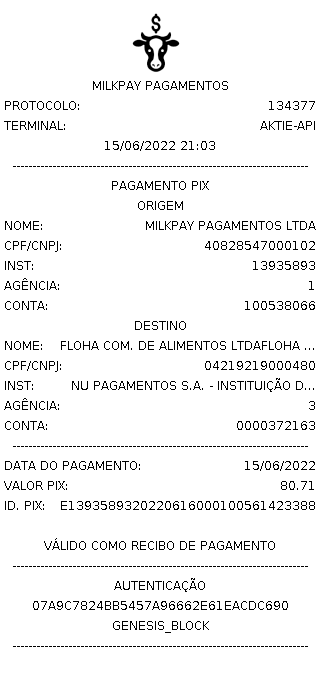 $
MILKPAY PAGAMENTOS
PROTOCOLO: 134377
TERMINAL: AKTIE-API
15/06/2022 21:03
PAGAMENTO PIX
ORIGEM
NOME: MILKPAY PAGAMENTOS LTDA
CPF/CNPJ: 40828547000102
INST: 13935893
AGÊNCIA: 1
CONTA: 100538066
DESTINO
NOME: FLOHA COM. DE ALIMENTOS LTDAFLOHA ...
CPF/CNPJ: 04219219000480
INST: NU PAGAMENTOS S.A. - INSTITUIÇÃO D...
AGÊNCIA: 3
CONTA: 0000372163
DATA DO PAGAMENTO: 15/06/2022
VALOR PIX: 80.71
ID. PIX: E1393589320220616000100561423388
VÁLIDO COMO RECIBO DE PAGAMENTO
AUTENTICAÇÃO
07A9C7824BB5457A96662E61EACDC690
GENESIS_BLOCK